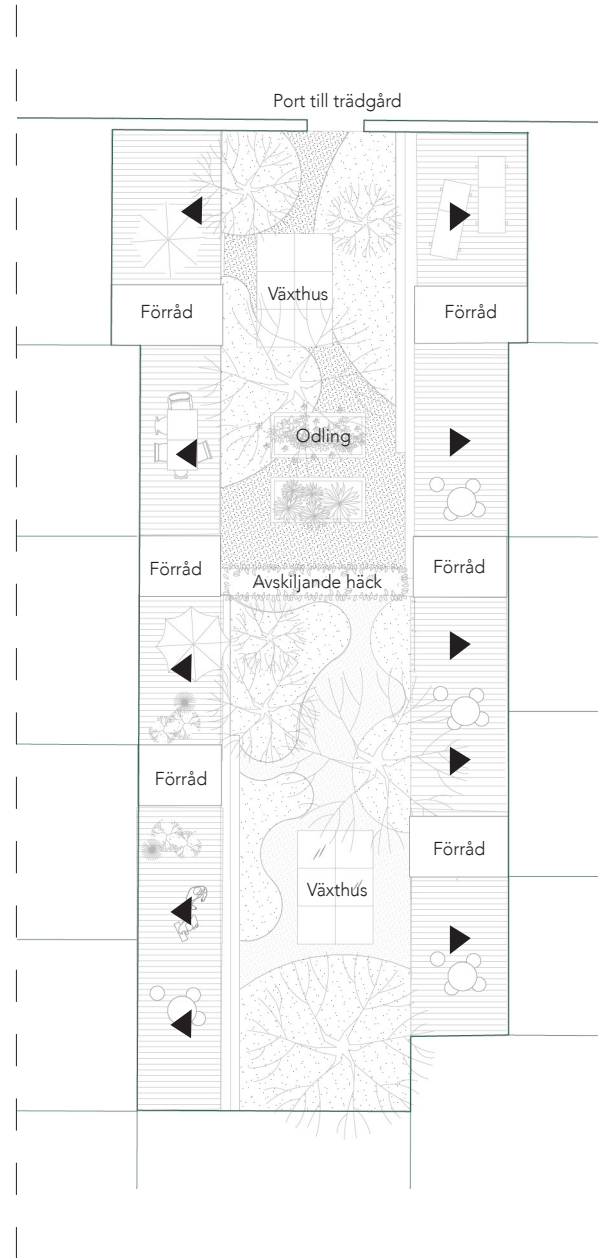 Port till trädgård
Växthus
Förråd
Förråd
Odling
Förråd
Förråd
Avskiljande häck
Förråd
Förråd
Växthus